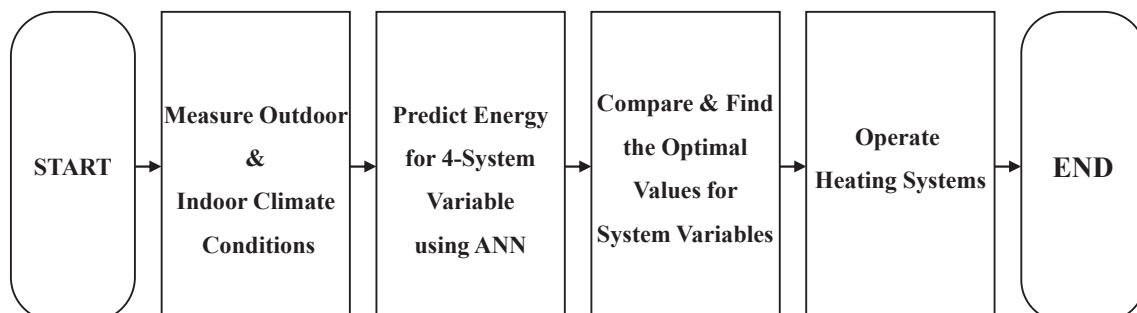 START
Measure Outdoor
&
Indoor Climate
Conditions
Predict Energy
for 4-System
Variable
using ANN
Compare & Find
the Optimal
Values for
System Variables
Operate
Heating Systems
END